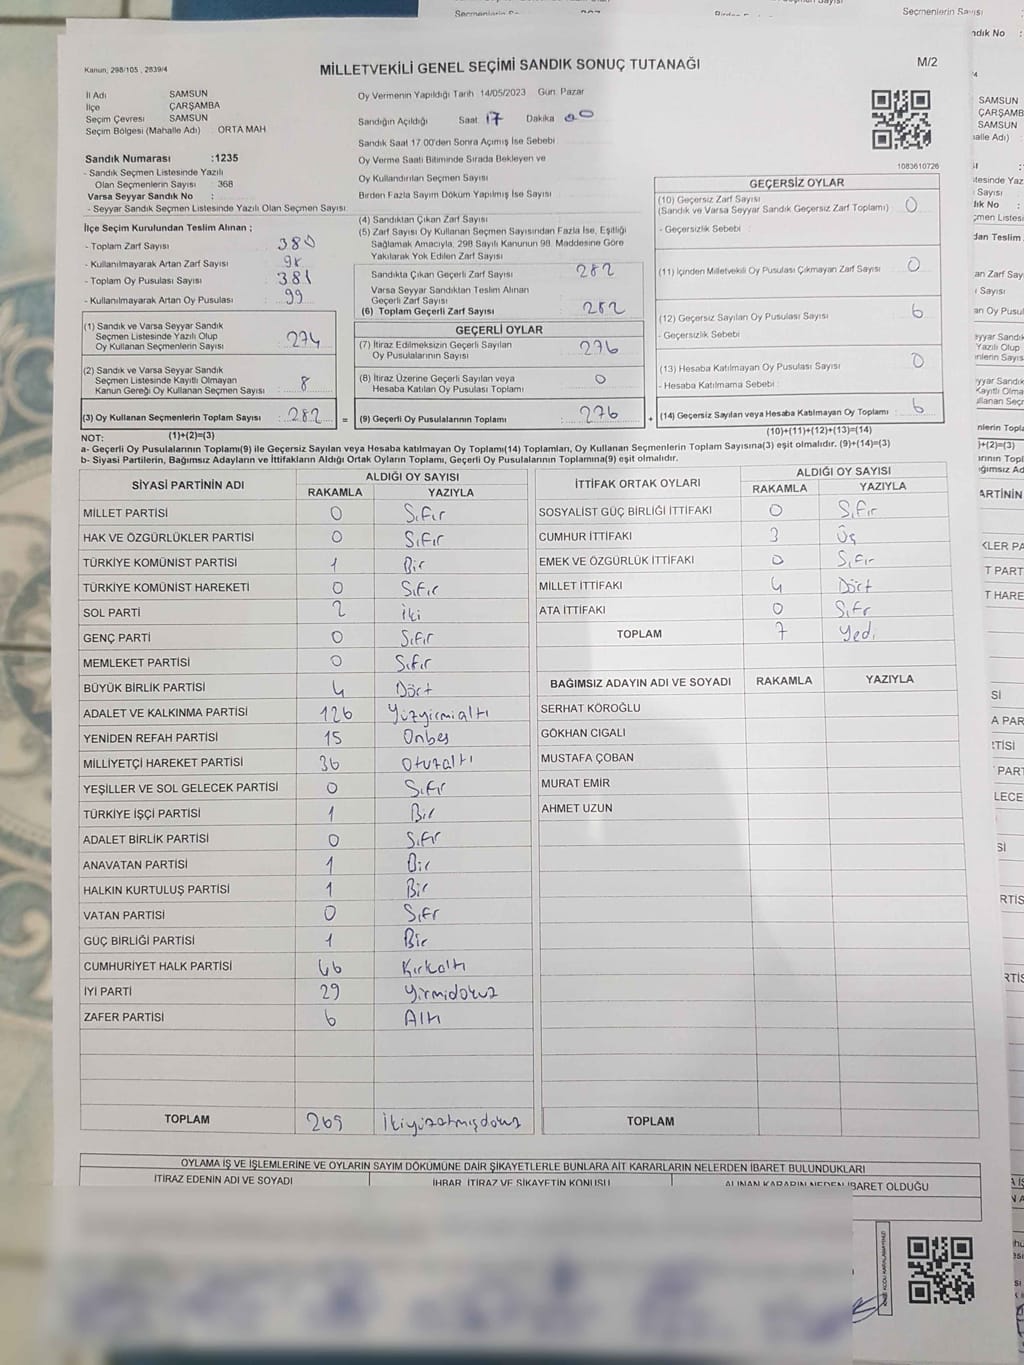 Kanun; 298/105 , 2839/4
MİLLETVEKİLİ GENEL SEÇİMİ SANDIK SONUÇ TUTANAĞI
M/2
İl Adı SAMSUN
İlçe ÇARŞAMBA
Seçim Çevresi SAMSUN
Seçim Bölgesi (Mahalle Adı) : ORTA MAH
Oy Vermenin Yapıldığı Tarih 14/05/2023 Gün: Pazar
Sandığın Açıldığı Saat: 17 Dakika 00
Sandık Saat 17.00'den Sonra Açımış İse Sebebi
Oy Verme Saati Bitiminde Sırada Bekleyen ve
Oy Kullandırılan Seçmen Sayısı
Birden Fazla Sayım Döküm Yapılmış İse Sayısı
1083610726
Sandık Numarası :1235
- Sandık Seçmen Listesinde Yazılı
Olan Seçmenlerin Sayısı : 368
Varsa Seyyar Sandık No :
- Seyyar Sandık Seçmen Listesinde Yazılı Olan Seçmen Sayısı:
İlçe Seçim Kurulundan Teslim Alınan ;
- Toplam Zarf Sayısı : 380
- Kullanılmayarak Artan Zarf Sayısı :
- Toplam Oy Pusulası Sayısı : 381
- Kullanılmayarak Artan Oy Pusulası : 99
(1) Sandık ve Varsa Seyyar Sandık
Seçmen Listesinde Yazılı Olup
Oy Kullanan Seçmenlerin Sayısı : 274
(2) Sandık ve Varsa Seyyar Sandık
Seçmen Listesinde Kayıtlı Olmayan
Kanun Gereği Oy Kullanan Seçmen Sayısı : 8
(3) Oy Kullanan Seçmenlerin Toplam Sayısı : 282 =
(1)+(2)=(3)
(4) Sandıktan Çıkan Zarf Sayısı
(5) Zarf Sayısı Oy Kullanan Seçmen Sayısından Fazla İse, Eşitliği
Sağlamak Amacıyla, 298 Sayılı Kanunun 98. Maddesine Göre
Yakılarak Yok Edilen Zarf Sayısı
Sandıkta Çıkan Geçerli Zarf Sayısı 282
Varsa Seyyar Sandıktan Teslim Alınan
Geçerli Zarf Sayısı
(6) Toplam Geçerli Zarf Sayısı : 282
GEÇERLİ OYLAR
(7) İtiraz Edilmeksizin Geçerli Sayılan
Oy Pusulalarının Sayısı : 276
(8) İtiraz Üzerine Geçerli Sayılan veya
Hesaba Katılan Oy Pusulası Toplamı : 0
(9) Geçerli Oy Pusulalarının Toplamı : 276 +
GEÇERSİZ OYLAR
(10) Geçersiz Zarf Sayısı
(Sandık ve Varsa Seyyar Sandık Geçersiz Zarf Toplamı) : 0
- Geçersizlik Sebebi :
(11) İçinden Milletvekili Oy Pusulası Çıkmayan Zarf Sayısı : 0
(12) Geçersiz Sayılan Oy Pusulası Sayısı : 6
- Geçersizlik Sebebi
(13) Hesaba Katılmayan Oy Pusulası Sayısı : 0
- Hesaba Katılmama Sebebi :
(14) Geçersiz Sayılan veya Hesaba Katılmayan Oy Toplamı : 6
(10)+(11)+(12)+(13)=(14)
NOT:
a- Geçerli Oy Pusulalarının Toplamı(9) ile Geçersiz Sayılan veya Hesaba katılmayan Oy Toplamı(14) Toplamları, Oy Kullanan Seçmenlerin Toplam Sayısına(3) eşit olmalıdır. (9)+(14)=(3)
b- Siyasi Partilerin, Bağımsız Adayların ve İttifakların Aldığı Ortak Oyların Toplamı, Geçerli Oy Pusulalarının Toplamına(9) eşit olmalıdır.
SİYASİ PARTİNİN ADI ALDIĞI OY SAYISI
RAKAMLA YAZIYLA
MİLLET PARTİSİ 0 Sıfır
HAK VE ÖZGÜRLÜKLER PARTİSİ 0 Sıfır
TÜRKİYE KOMÜNİST PARTİSİ 1 Bir
TÜRKİYE KOMÜNİST HAREKETİ 0 Sıfır
SOL PARTİ 2 iki
GENÇ PARTİ 0 Sıfır
MEMLEKET PARTİSİ 0 Sıfır
BÜYÜK BİRLİK PARTİSİ 4 Dört
ADALET VE KALKINMA PARTİSİ 126 Yüzyirmialtı
YENİDEN REFAH PARTİSİ 15 Onbeş
MİLLİYETÇİ HAREKET PARTİSİ 36 Otuzaltı
YEŞİLLER VE SOL GELECEK PARTİSİ 0 Sıfır
TÜRKİYE İŞÇİ PARTİSİ 1 Bir
ADALET BİRLİK PARTİSİ 0 Sıfır
ANAVATAN PARTİSİ 1 Bir
HALKIN KURTULUŞ PARTİSİ 1 Bir
VATAN PARTİSİ 0 Sıfır
GÜÇ BİRLİĞİ PARTİSİ 1 Bir
CUMHURİYET HALK PARTİSİ 46 Kırkaltı
İYİ PARTİ 29 Yirmidokuz
ZAFER PARTİSİ 6 Altı
TOPLAM 269 İkiyüzatmışdokuz
İTTİFAK ORTAK OYLARI ALDIĞI OY SAYISI
RAKAMLA YAZIYLA
SOSYALİST GÜÇ BİRLİĞİ İTTİFAKI 0 Sıfır
CUMHUR İTTİFAKI 3 Üç
EMEK VE ÖZGÜRLÜK İTTİFAKI 0 Sıfır
MİLLET İTTİFAKI 4 Dört
ATA İTTİFAKI 0 Sıfır
TOPLAM 7 Yedi
BAĞIMSIZ ADAYIN ADI VE SOYADI RAKAMLA YAZIYLA
SERHAT KÖROĞLU
GÖKHAN CIGALI
MUSTAFA ÇOBAN
MURAT EMİR
AHMET UZUN
TOPLAM
OYLAMA İŞ VE İŞLEMLERİNE VE OYLARIN SAYIM DÖKÜMÜNE DAİR ŞİKAYETLERLE BUNLARA AİT KARARLARIN NELERDEN İBARET BULUNDUKLARI
İTİRAZ EDENİN ADI VE SOYADI İHBAR, İTİRAZ VE ŞİKAYETİN KONUSU ALINAN KARARIN NEDEN İBARET OLDUĞU